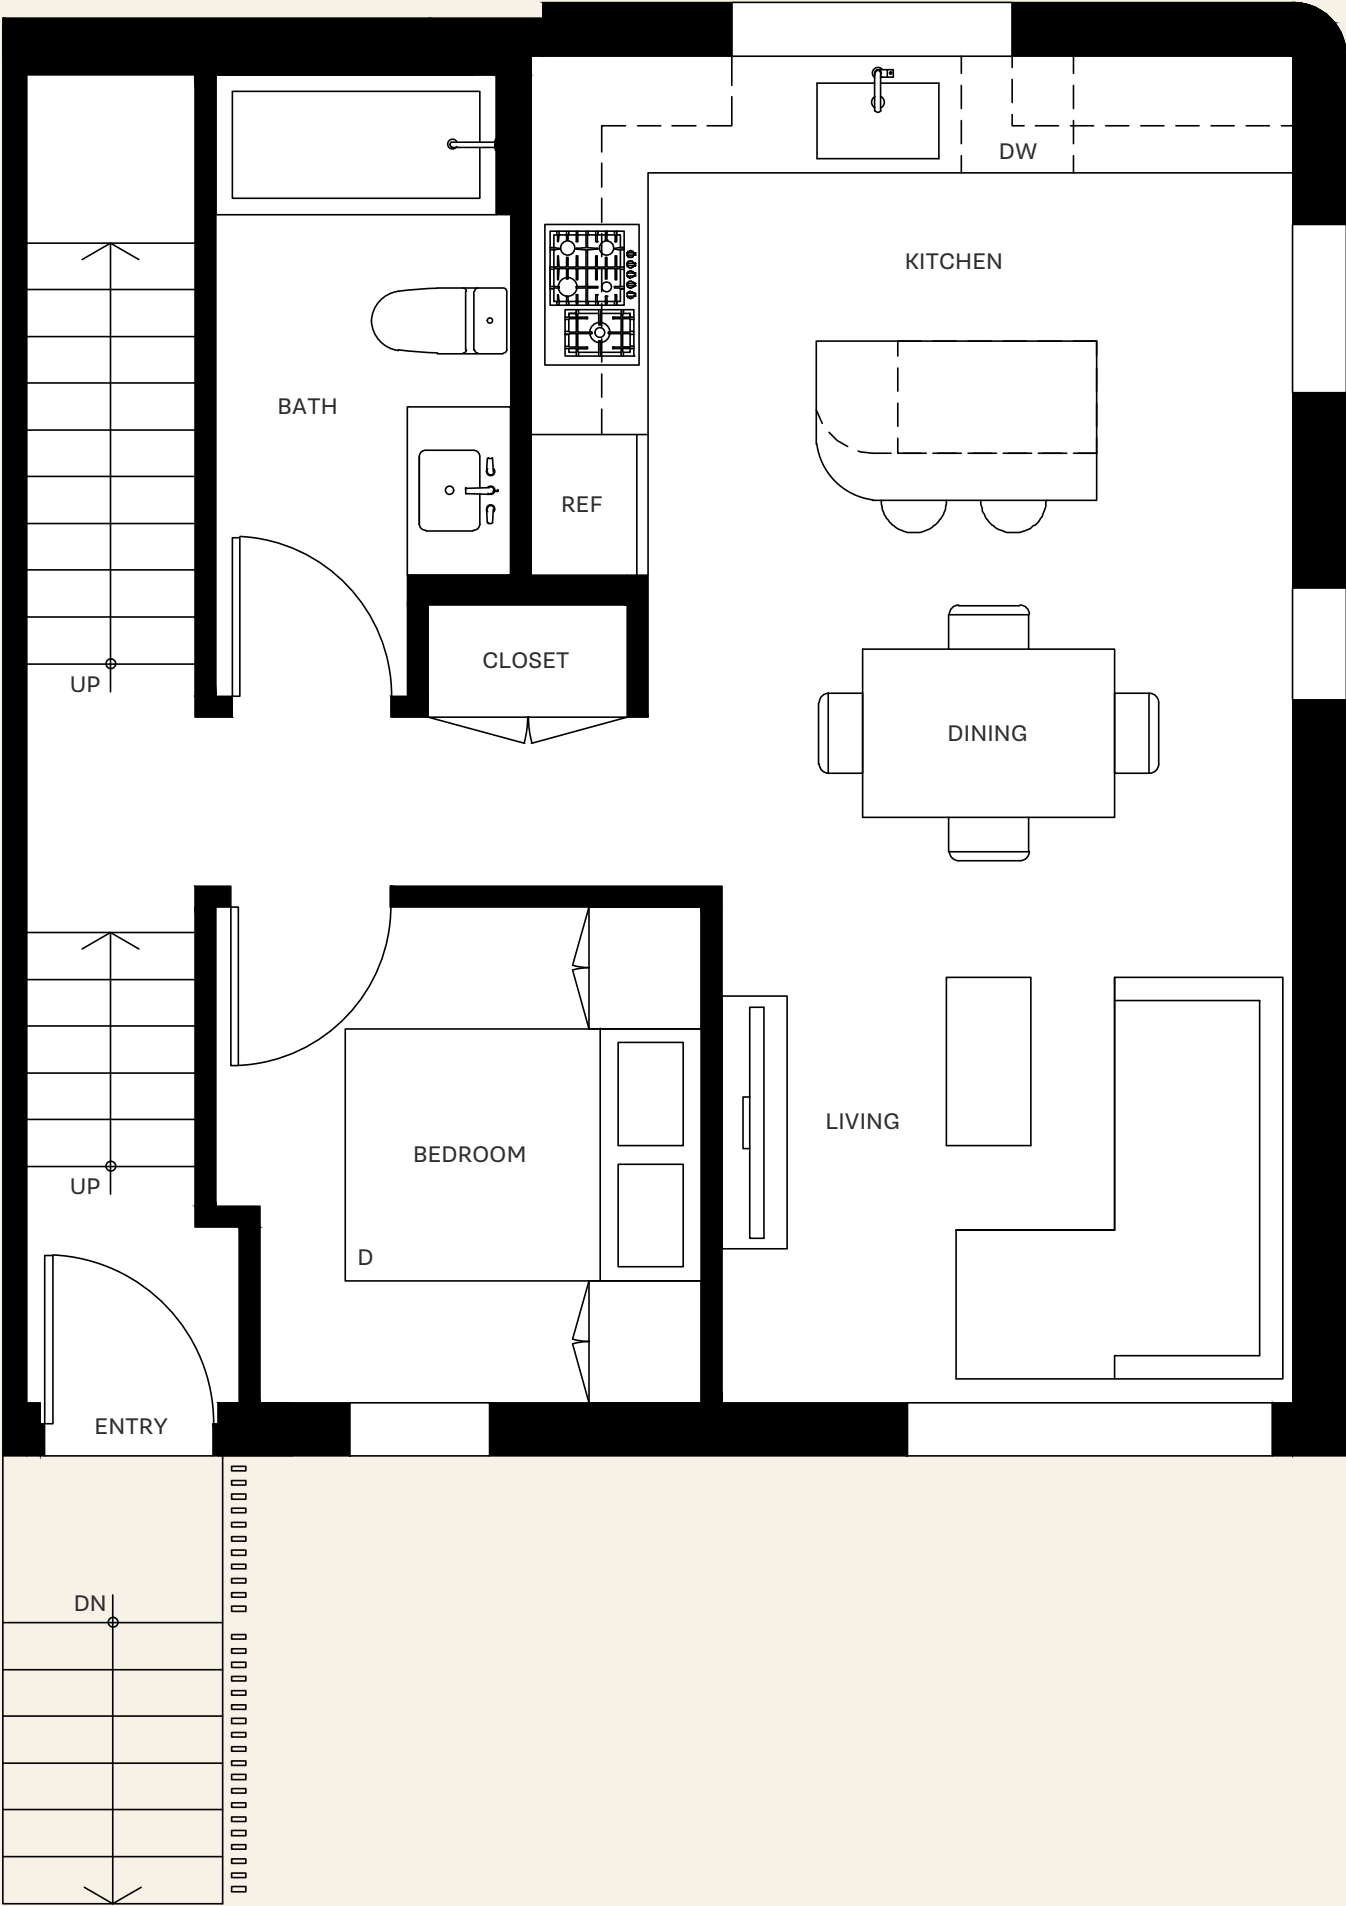 DW
KITCHEN
BATH
REF
CLOSET
UP
DINING
LIVING
BEDROOM
UP
D
ENTRY
DN